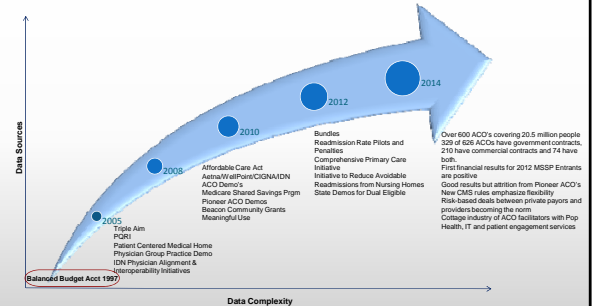 Data Sources
2014
2012
2010
2008
2005
Balanced Budget Acct 1997
Triple Aim
PQRI
Patient Centered Medical Home
Physician Group Practice Demo
IDN Physician Alignment &
Interoperability Initiatives
Affordable Care Act
Aetna/WellPoint/CIGNA/IDN
ACO Demo's
Medicare Shared Savings Prgm
Pioneer ACO Demos
Beacon Community Grants
Meaningful Use
Bundles
Readmission Rate Pilots and
Penalties
Comprehensive Primary Care
Initiative
Initiative to Reduce Avoidable
Readmissions from Nursing Homes
State Demos for Dual Eligible
Over 600 ACO's covering 20.5 million people
329 of 626 ACOs have government contracts,
210 have commercial contracts and 74 have
both.
First financial results for 2012 MSSP Entrants
are positive
Good results but attrition from Pioneer ACO's
New CMS rules emphasize flexibility
Risk-based deals between private payors and
providers becoming the norm
Cottage industry of ACO facilitators with Pop
Health, IT and patient engagement services
Data Complexity